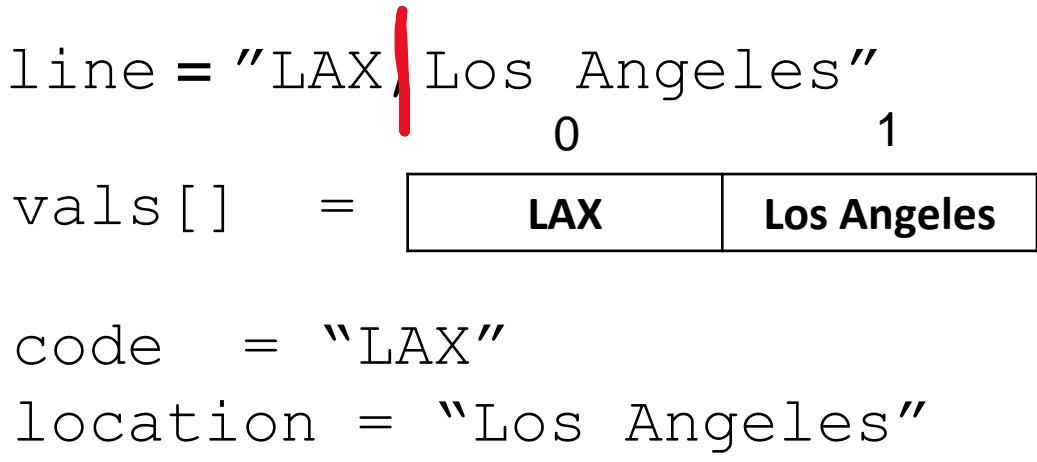 line = ”LAX,Los Angeles”
0 1
vals[] = LAX Los Angeles
code = “LAX”
location = “Los Angeles”